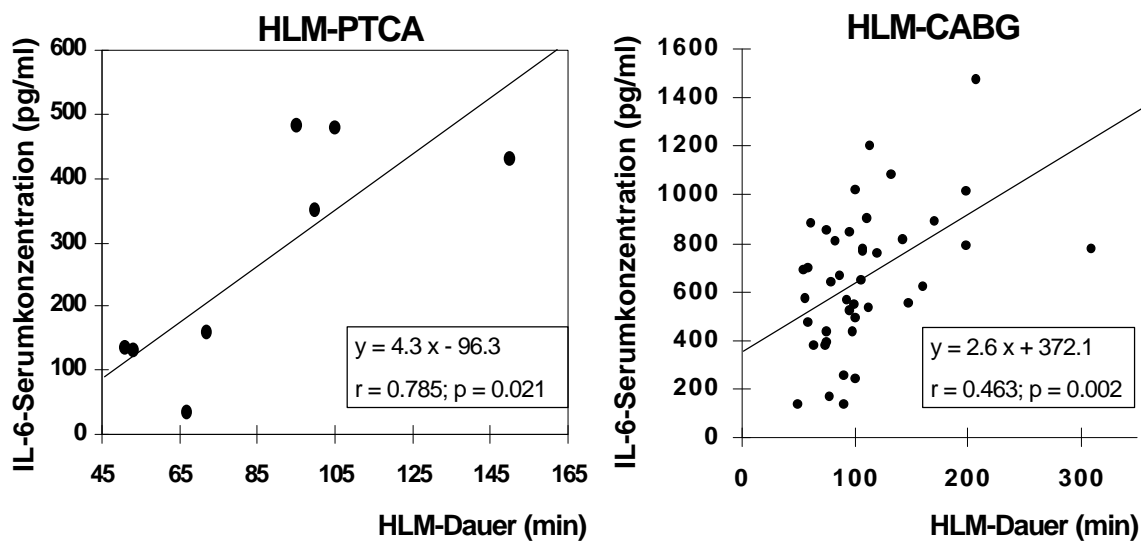 HLM-PTCA
IL-6-Serumkonzentration (pg/ml)
600
500
400
300
200
100
0
45 65 85 105 125 145 165
HLM-Dauer (min)
y = 4.3 x - 96.3
r = 0.785; p = 0.021
HLM-CABG
IL-6-Serumkonzentration (pg/ml)
1600
1400
1200
1000
800
600
400
200
0
0 100 200 300
HLM-Dauer (min)
y = 2.6 x + 372.1
r = 0.463; p = 0.002